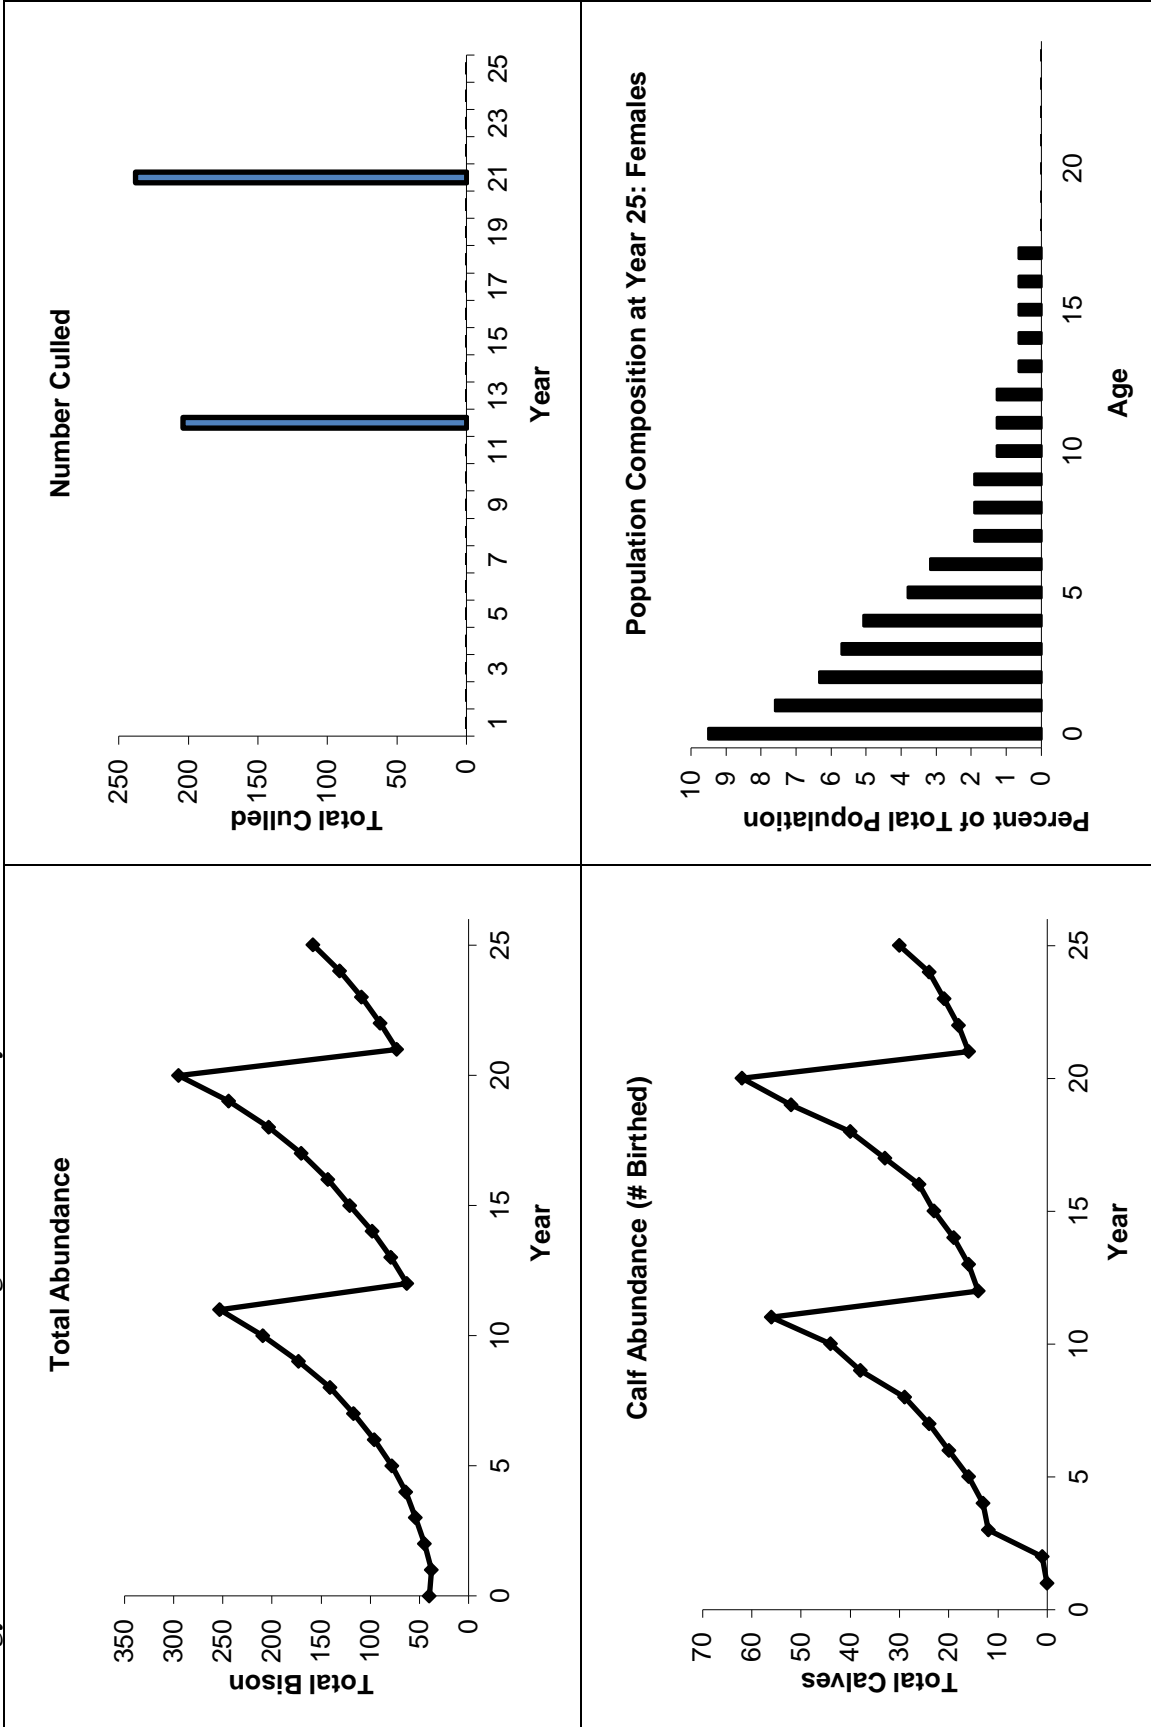 Total Abundance
350
300
250
200
150
100
50
0
Total Bison
0 5 10 15 20 25
Year
Number Culled
250
200
150
100
50
0
Total Culled
1 3 5 7 9 11 13 15 17 19 21 23 25
Year
Calf Abundance (# Birthed)
70
60
50
40
30
20
10
0
Total Calves
0 5 10 15 20 25
Year
Population Composition at Year 25: Females
10
9
8
7
6
5
4
3
2
1
0
Percent of Total Population
0 5 10 15 20
Age